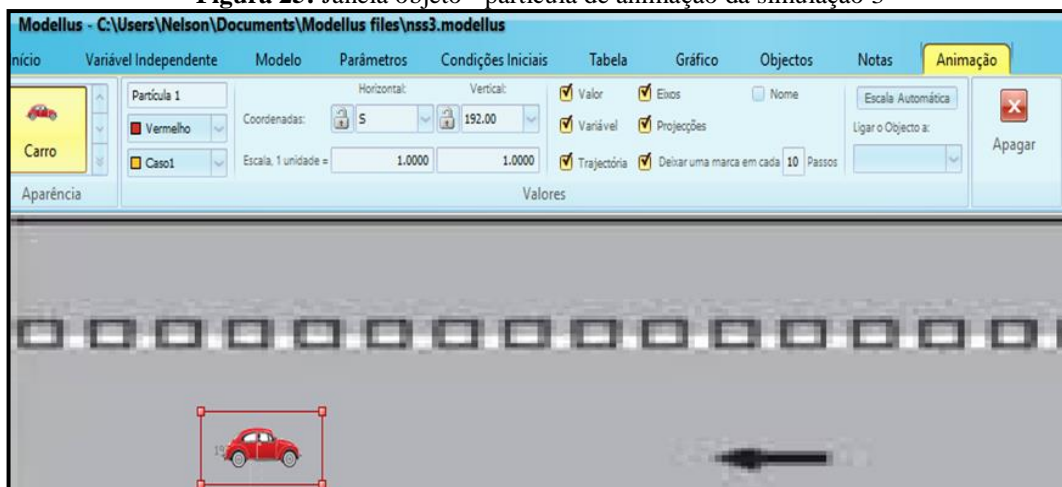 Figura 25: Janela objeto - partícula de animação da simulação 3
Modellus - C:\Users\Nelson\Documents\Modellus files\nss3.modellus
nício Variável Independente Modelo Parâmetros Condições Iniciais Tabela Gráfico Objectos Notas Animação
Carro
Aparência
Partícula 1
Vermelho
Caso1
Horizontal: Vertical:
Coordenadas: S 192.00
Escala, 1 unidade = 1.0000 1.0000
Valor Eixos Nome
Variável Projecções
Trajectória Deixar uma marca em cada 10 Passos
Escala Automática
Ligar o Objecto a:
Valores
Apagar